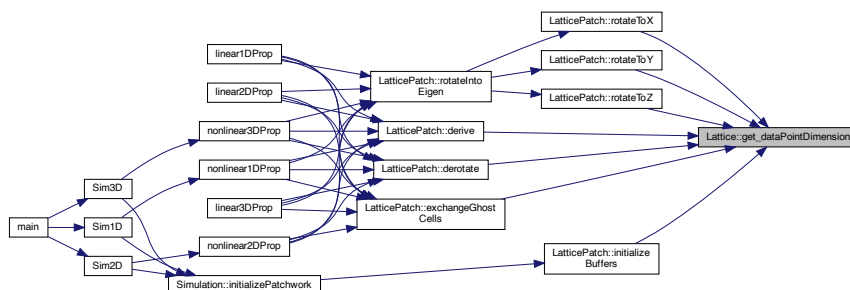 main
Sim3D
Sim1D
Sim2D
linear1DProp
linear2DProp
nonlinear3DProp
nonlinear1DProp
linear3DProp
nonlinear2DProp
Simulation::initializePatchwork
LatticePatch::rotateInto
Eigen
LatticePatch::derive
LatticePatch::derotate
LatticePatch::exchangeGhost
Cells
LatticePatch::rotateToX
LatticePatch::rotateToY
LatticePatch::rotateToZ
LatticePatch::initialize
Buffers
Lattice::get_dataPointDimension